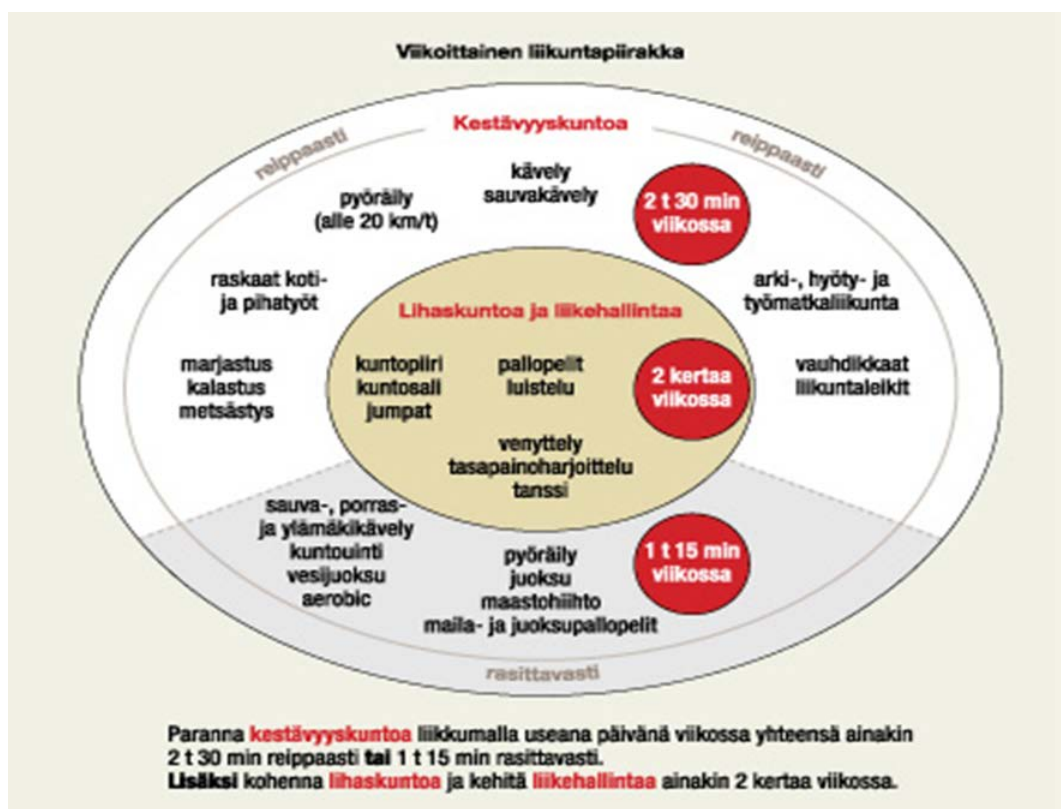 Viikoittainen liikuntapiirakka
Kestävyyskuntoa
reippaasti
reippaasti
kävely
sauvakävely
2 t 30 min
viikossa
pyöräily
(alle 20 km/t)
raskaat koti-
ja pihatyöt
arki-, hyöty- ja
työmatkaliikunta
marjastus
kalastus
metsästys
vauhdikkaat
liikuntaleikit
Lihaskuntoa ja liikehallintaa
kuntopiiri
kuntosali
jumpat
pallopelit
luistelu
2 kertaa
viikossa
venyttely
tasapainoharjoittelu
tanssi
sauva-, porras-
ja ylämäkikävely
kuntouinti
vesijuoksu
aerobic
pyöräily
juoksu
maastohiihto
maila- ja juoksupallopelit
1 t 15 min
viikossa
rasittavasti
Paranna kestävyyskuntoa liikkumalla useana päivänä viikossa yhteensä ainakin
2 t 30 min reippaasti tai 1 t 15 min rasittavasti.
Lisäksi kohenna lihaskuntoa ja kehitä liikehallintaa ainakin 2 kertaa viikossa.